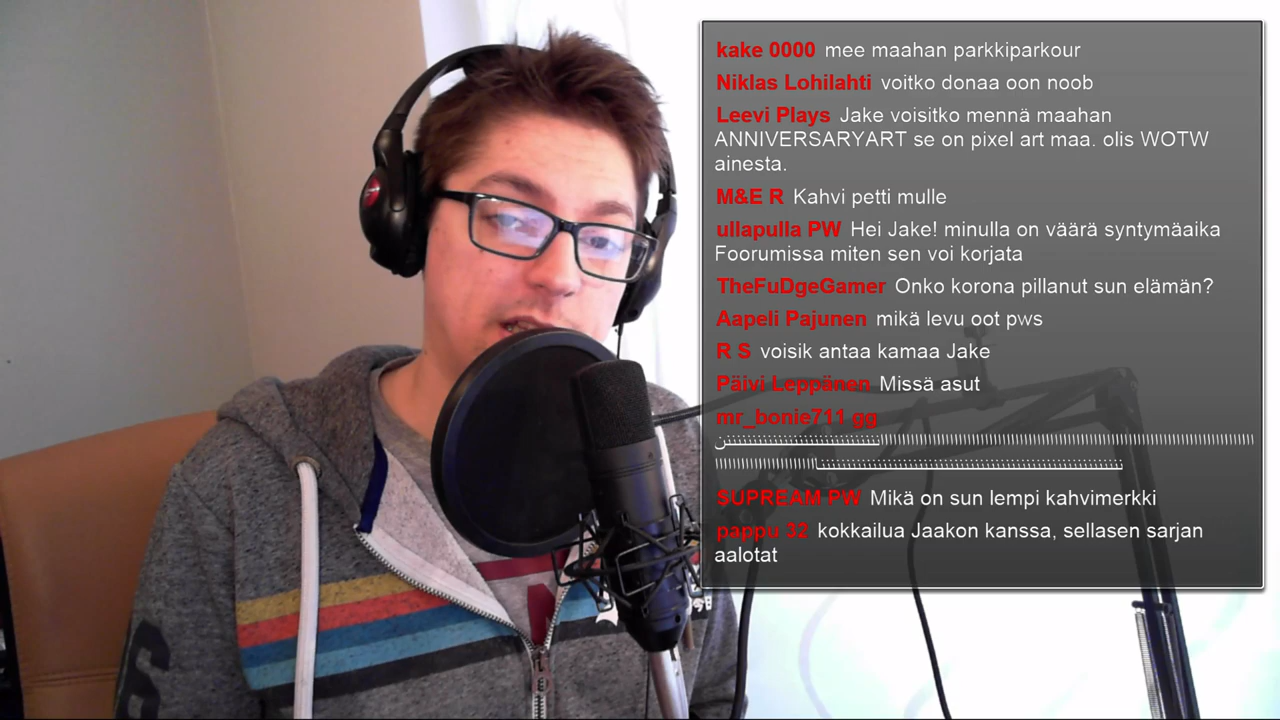 kake 0000 mee maahan parkkiparkour
Niklas Lohilahti voitko donaa oon noob
Leevi Plays Jake voisitko mennä maahan
ANNIVERSARYART se on pixel art maa. olis WOTW
ainesta.
M&E R Kahvi petti mulle
ullapulla PW Hei Jake! minulla on väärä syntymäaika
Foorumissa miten sen voi korjata
TheFuDgeGamer Onko korona pillanut sun elämän?
Aapeli Pajunen mikä levu oot pws
R S voisik antaa kamaa Jake
Päivi Leppänen Missä asut
mr_bonie711 gg
SUPREAM PW Mikä on sun lempi kahvimerkki
pappu 32 kokkailua Jaakon kanssa, sellasen sarjan
aalotat